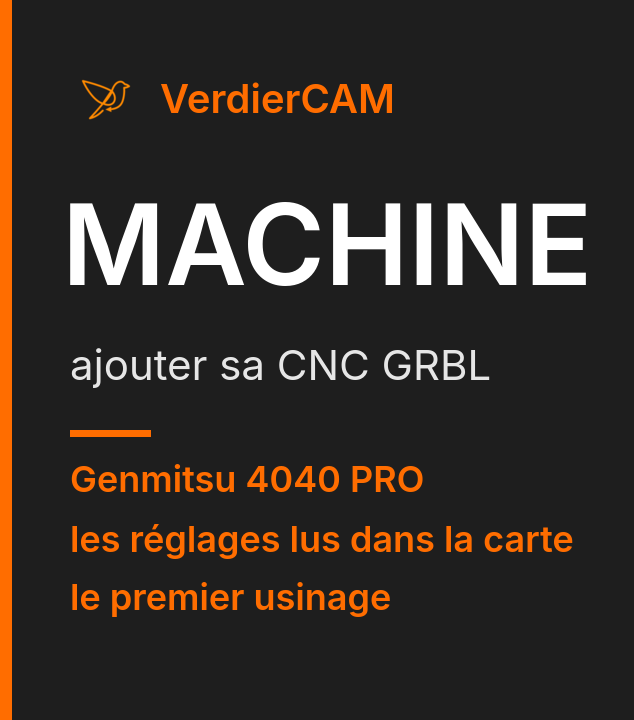 VerdierCAM
MACHINE
ajouter sa CNC GRBL
Genmitsu 4040 PRO
les réglages lus dans la carte
le premier usinage